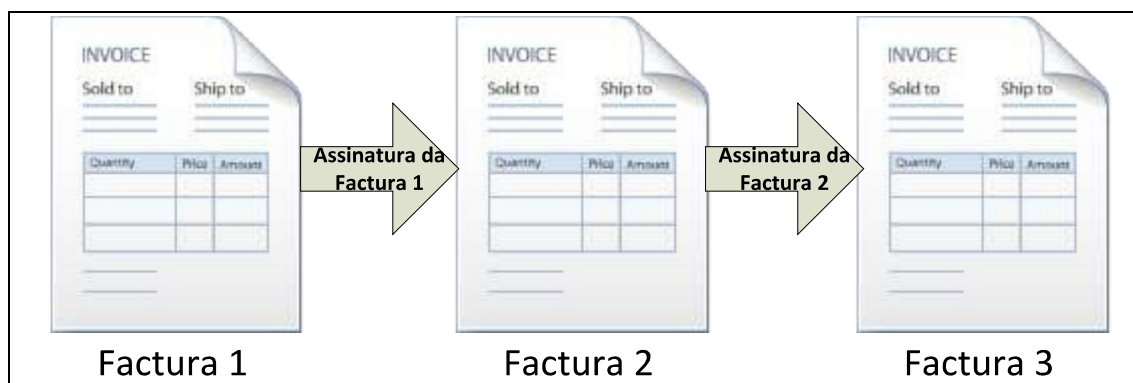 INVOICE
Sold to Ship to
Quantity Price Amount
Assinatura da
Factura 1
INVOICE
Sold to Ship to
Quantity Price Amount
Assinatura da
Factura 2
INVOICE
Sold to Ship to
Quantity Price Amount
Factura 1
Factura 2
Factura 3